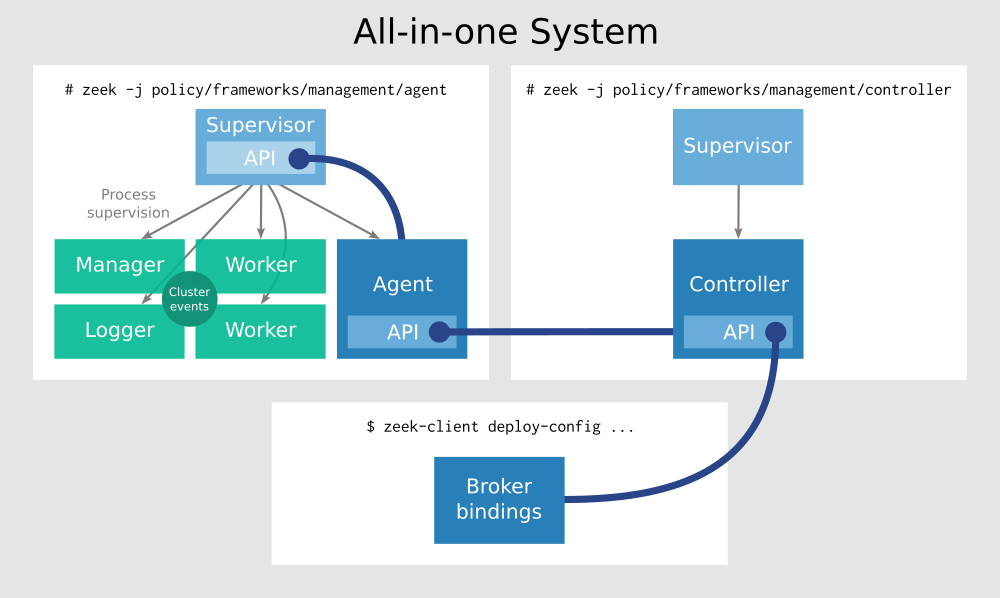 All-in-one System
# zeek -j policy/frameworks/management/agent
Supervisor
API
Process
supervision
Manager
Worker
Cluster
events
Logger
Worker
Agent
API
# zeek -j policy/frameworks/management/controller
Supervisor
Controller
API
$ zeek-client deploy-config ...
Broker
bindings